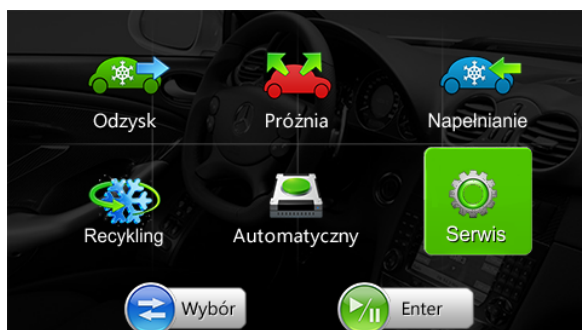 Odzysk
Próżnia
Napełnianie
Recykling
Automatyczny
Serwis
Wybór
Enter